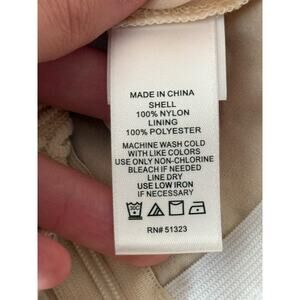 MADE IN CHINA
SHELL
100% NYLON
LINING
100% POLYESTER
MACHINE WASH COLD
WITH LIKE COLORS
USE ONLY NON-CHLORINE
BLEACH IF NEEDED
LINE DRY
USE LOW IRON
IF NECESSARY
RN# 51323